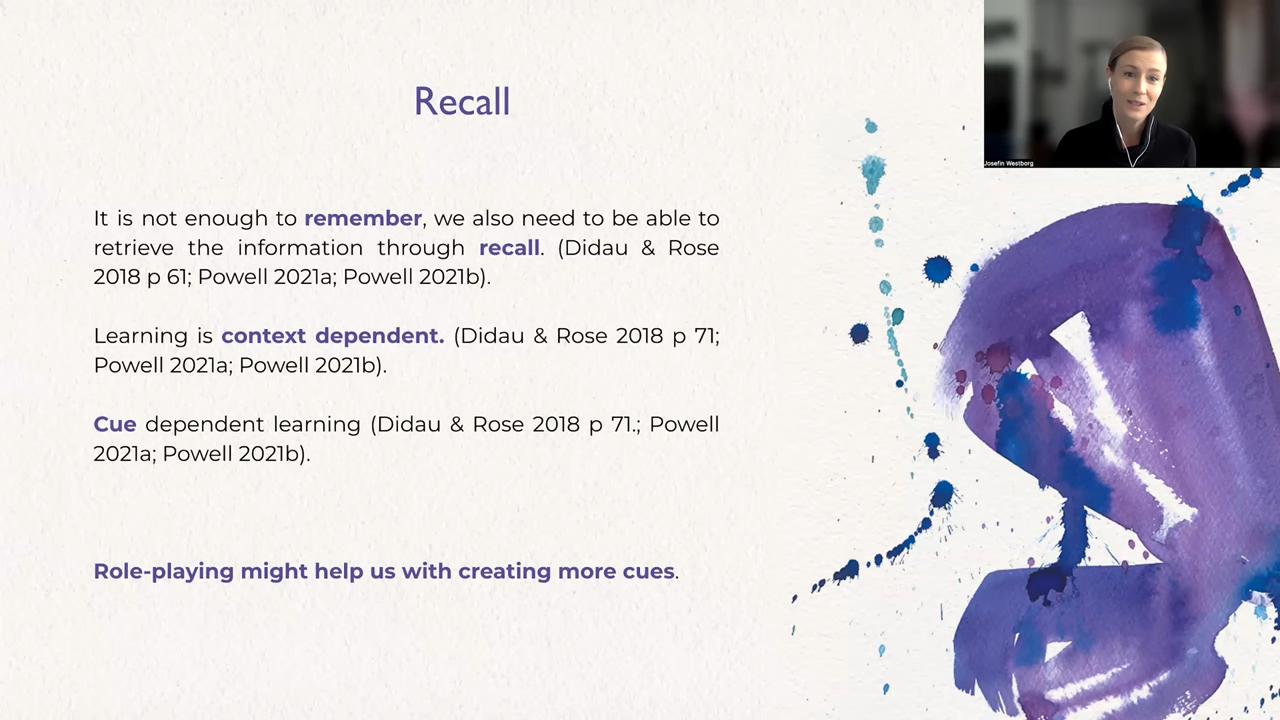 Recall
Josefin Westborg
It is not enough to remember, we also need to be able to
retrieve the information through recall. (Didau & Rose
2018 p 61; Powell 2021a; Powell 2021b).
Learning is context dependent. (Didau & Rose 2018 p 71;
Powell 2021a; Powell 2021b).
Cue dependent learning (Didau & Rose 2018 p 71.; Powell
2021a; Powell 2021b).
Role-playing might help us with creating more cues.